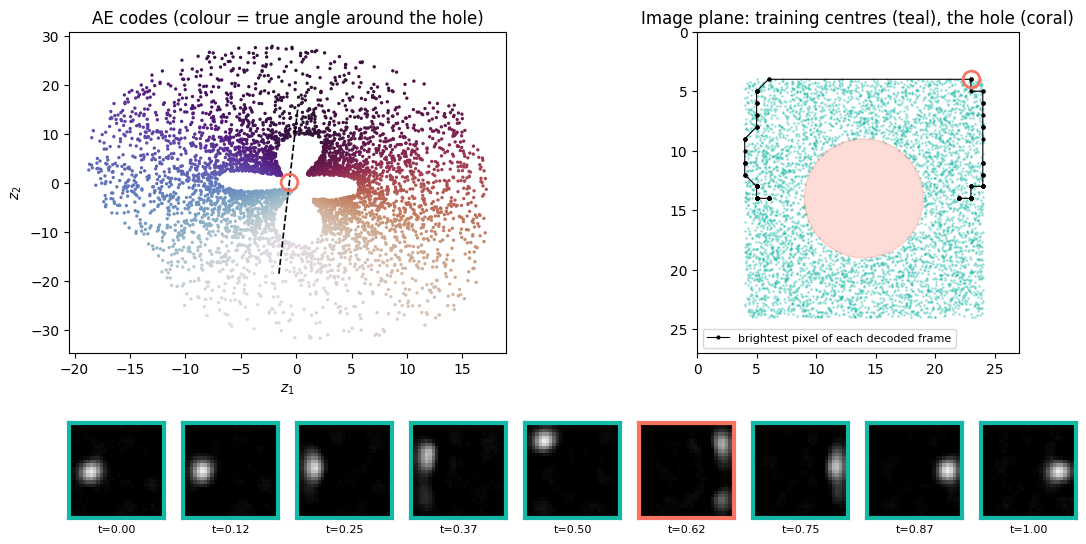 AE codes (colour = true angle around the hole)
Image plane: training centres (teal), the hole (coral)
30
20
10
0
−10
−20
−30
z2
−20
−15
−10
−5
0
5
10
15
z1
0
5
10
15
20
25
0
5
10
15
20
25
brightest pixel of each decoded frame
t=0.00
t=0.12
t=0.25
t=0.37
t=0.50
t=0.62
t=0.75
t=0.87
t=1.00